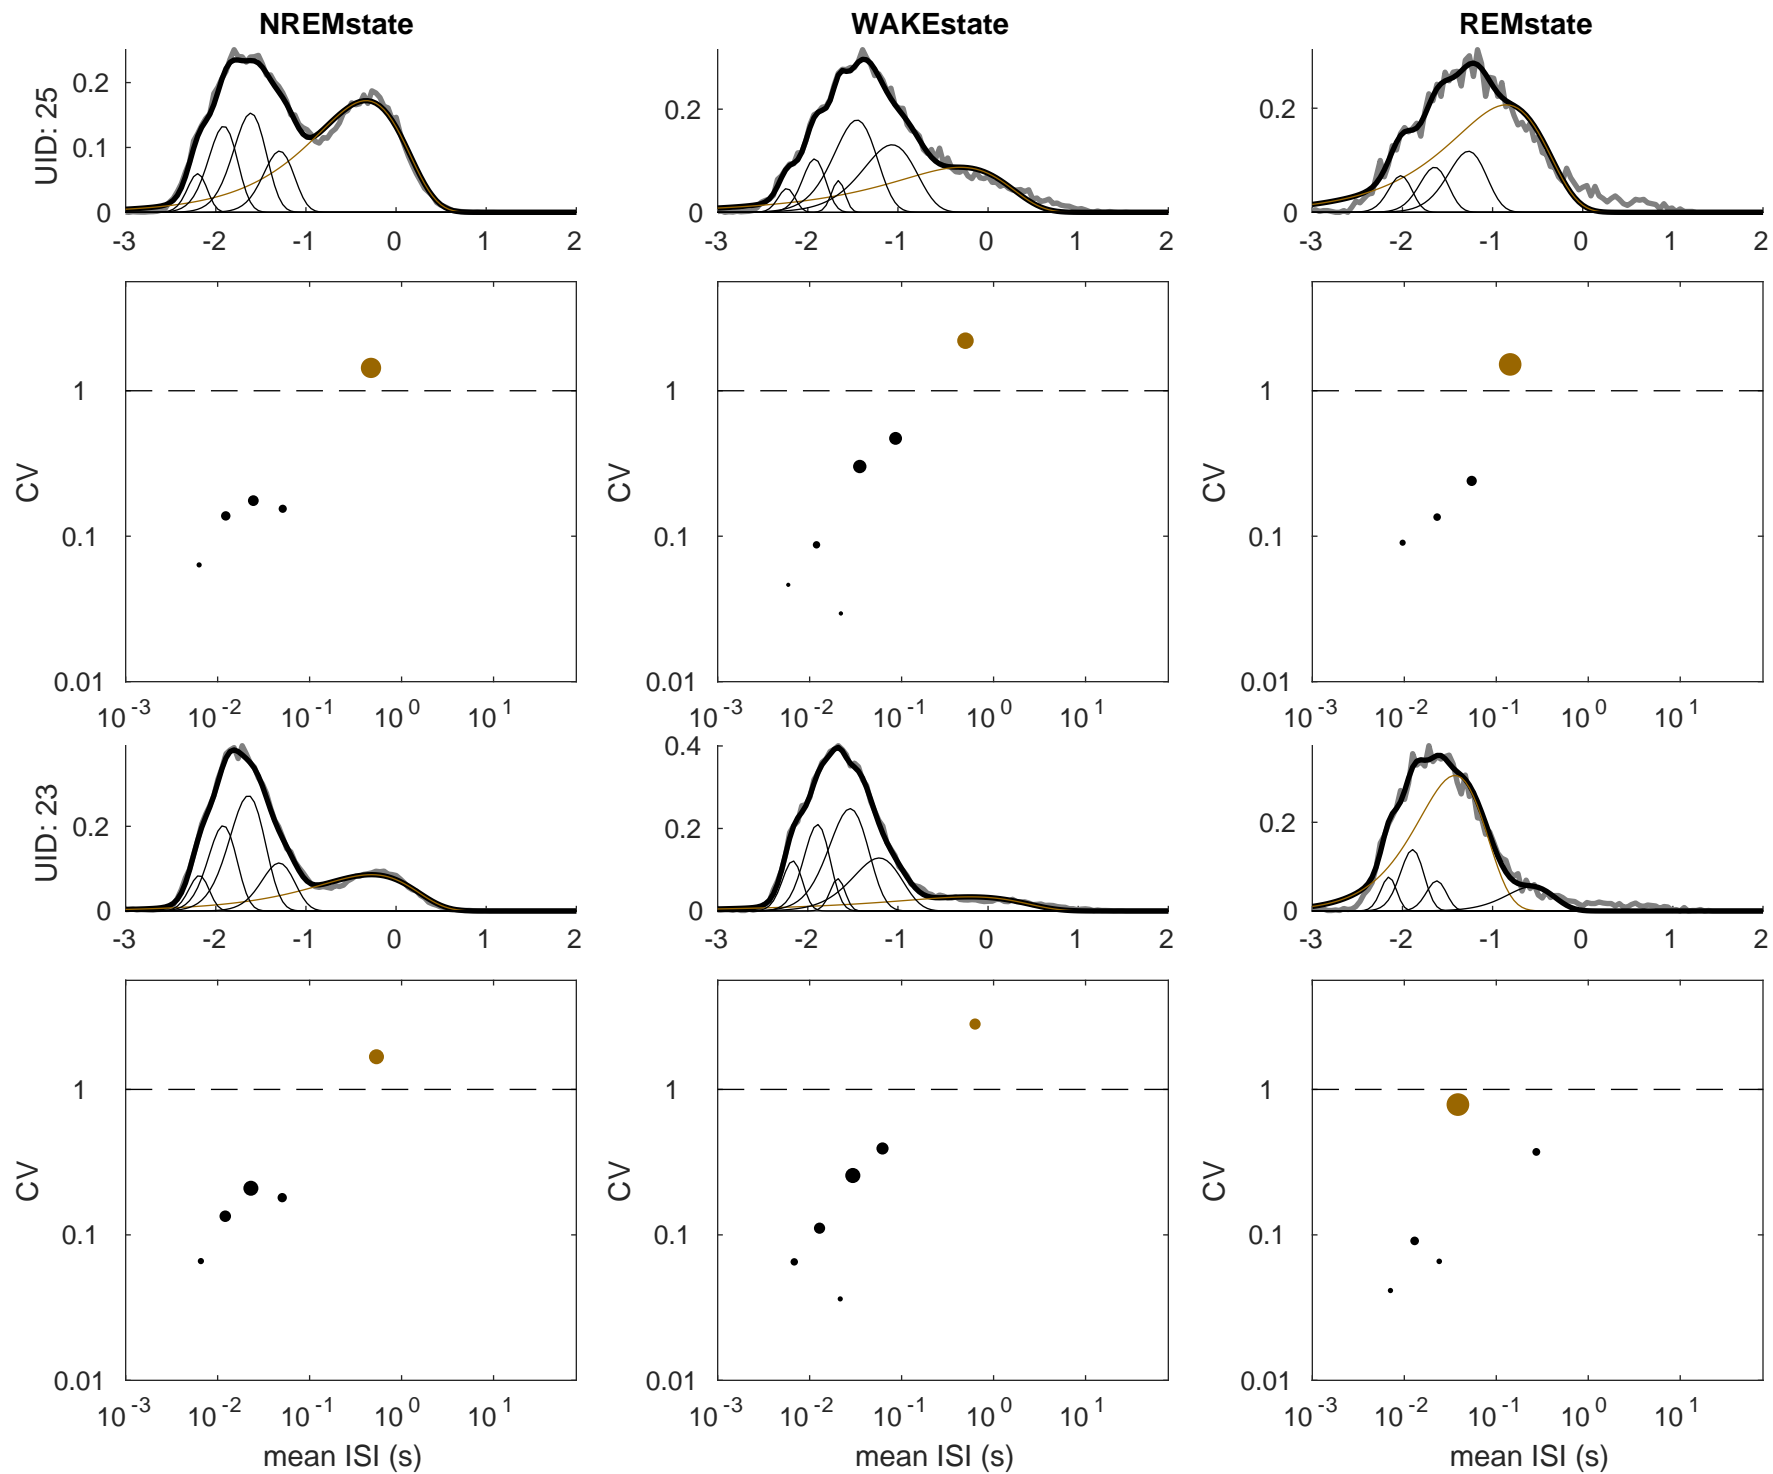 NREMstate WAKEstate REMstate
UID: 25
0.2 0.1 0
0.2 0
0.2 0
-3 -2 -1 0 1 2
-3 -2 -1 0 1 2
-3 -2 -1 0 1 2
CV 1 0.1 0.01
CV 1 0.1 0.01
CV 1 0.1 0.01
10^-3 10^-2 10^-1 10^0 10^1
10^-3 10^-2 10^-1 10^0 10^1
10^-3 10^-2 10^-1 10^0 10^1
UID: 23
0.2 0
0.4 0.2 0
0.2 0
-3 -2 -1 0 1 2
-3 -2 -1 0 1 2
-3 -2 -1 0 1 2
CV 1 0.1 0.01
CV 1 0.1 0.01
CV 1 0.1 0.01
10^-3 10^-2 10^-1 10^0 10^1
10^-3 10^-2 10^-1 10^0 10^1
10^-3 10^-2 10^-1 10^0 10^1
mean ISI (s) mean ISI (s) mean ISI (s)